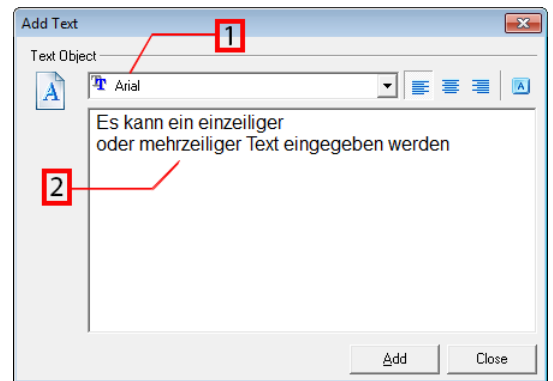 Add Text
1
Text Object
Arial
Es kann ein einzeiliger
oder mehrzeiliger Text eingegeben werden
2
Add
Close